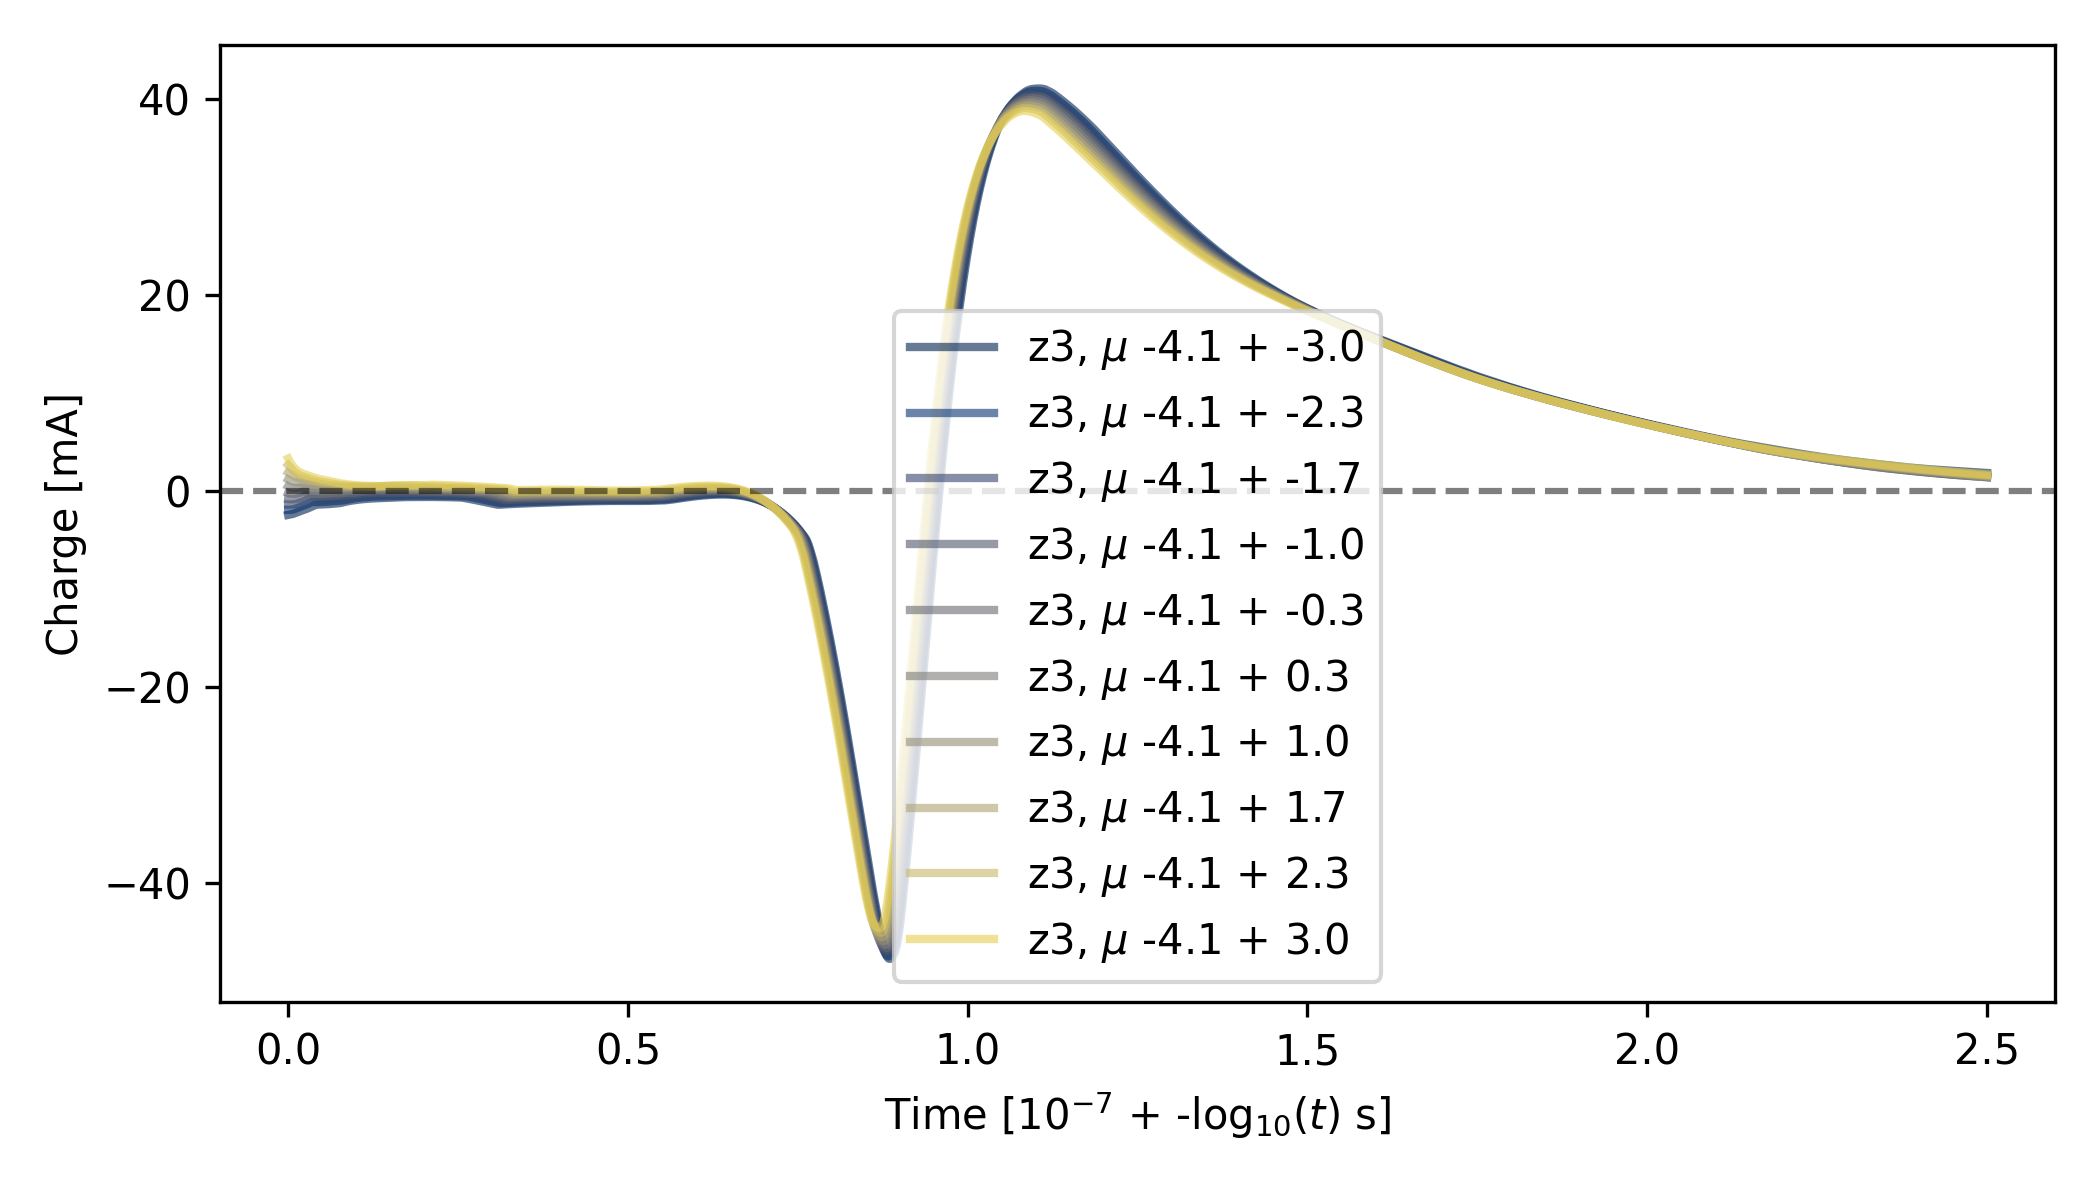 40
20
0
−20
−40
Charge [mA]
z3, μ -4.1 + -3.0
z3, μ -4.1 + -2.3
z3, μ -4.1 + -1.7
z3, μ -4.1 + -1.0
z3, μ -4.1 + -0.3
z3, μ -4.1 + 0.3
z3, μ -4.1 + 1.0
z3, μ -4.1 + 1.7
z3, μ -4.1 + 2.3
z3, μ -4.1 + 3.0
0.0 0.5 1.0 1.5 2.0 2.5
Time [10⁻⁷ + -log₁₀(t) s]